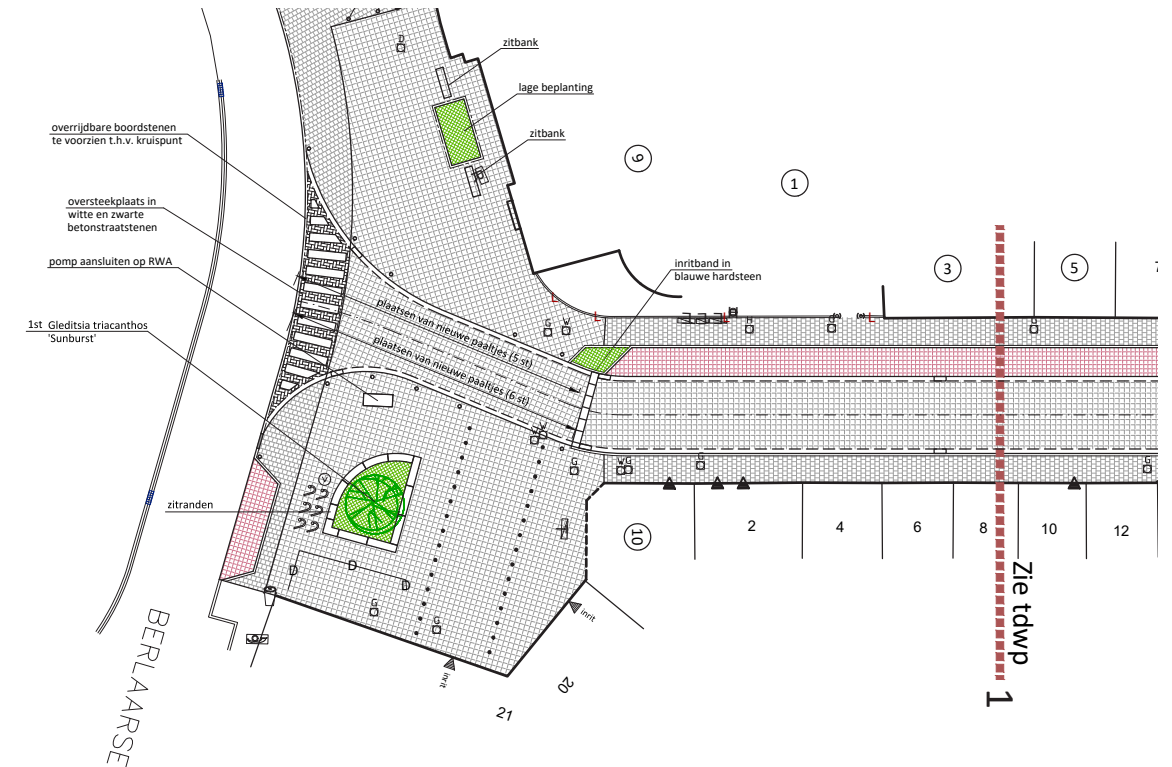 zitbank
lage beplanting
zitbank
overrijdbare boordstenen
te voorzien t.h.v. kruispunt
oversteekplaats in
witte en zwarte
betonstraatstenen
pomp aansluiten op RWA
1st Gleditsia triacanthos
'Sunburst'
zitranden
inritband in
blauwe hardsteen
plaatsen van nieuwe paaltjes (5 st)
plaatsen van nieuwe paaltjes (6 st)
9
1
3
5
7
10
2
4
6
8
10
12
Zie tdwp
1
inrit
inrit
20
21
BERLAARSE
D
D
D
D
G
G
G
G
G
G
W
W
W
H
L
L
L
L